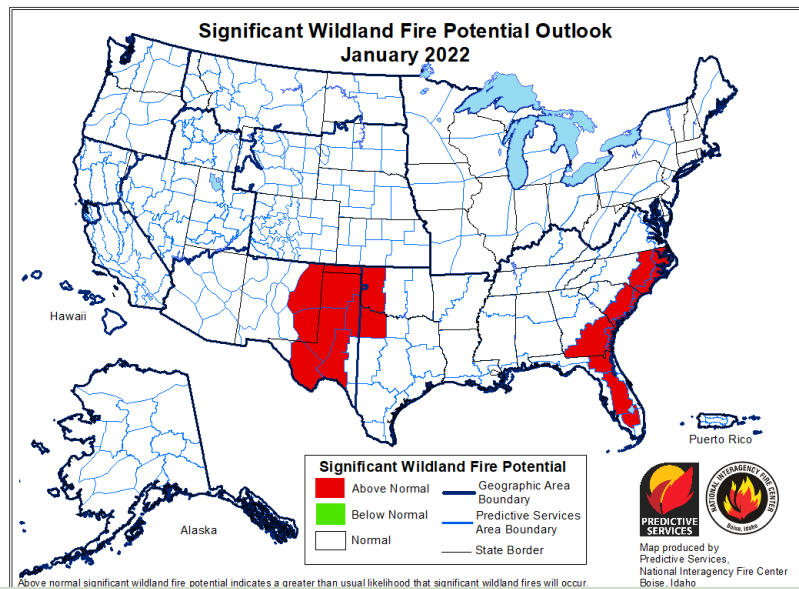 Significant Wildland Fire Potential Outlook
January 2022
Hawaii
Puerto Rico
Alaska
Significant Wildland Fire Potential
Above Normal
Below Normal
Normal
Geographic Area
Boundary
Predictive Services
Area Boundary
State Border
PREDICTIVE
SERVICES
NATIONAL INTERAGENCY FIRE CENTER
Boise, Idaho
Map produced by
Predictive Services,
National Interagency Fire Center
Boise, Idaho
Above normal significant wildland fire potential indicates a greater than usual likelihood that significant wildland fires will occur.